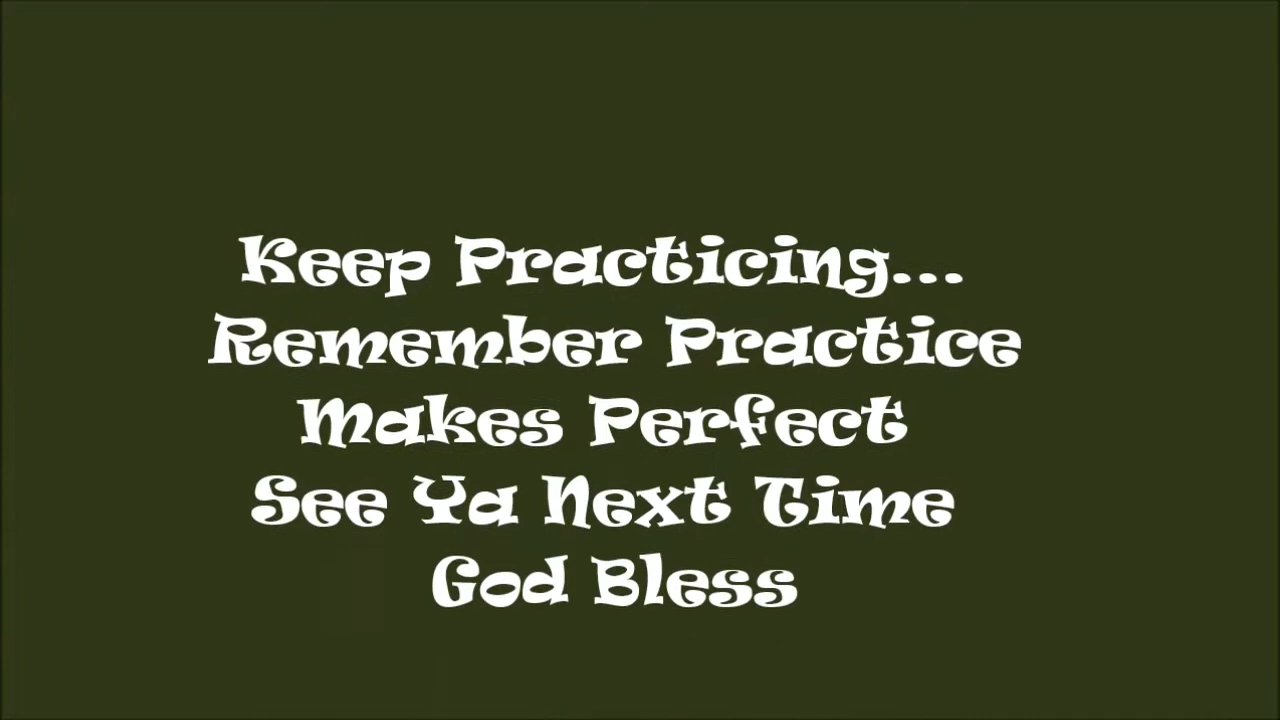 Keep Practicing...
Remember Practice
Makes Perfect
See Ya Next Time
God Bless